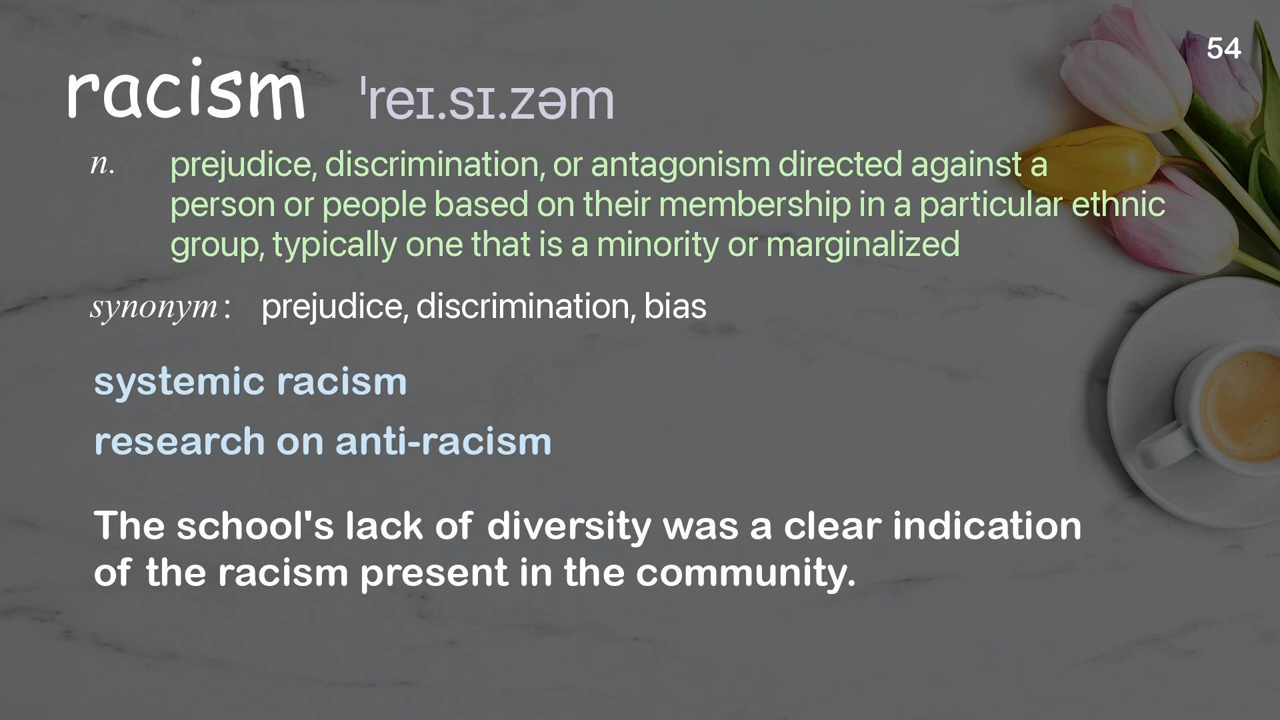 54
racism ˈreɪ.sɪ.zəm
n. prejudice, discrimination, or antagonism directed against a
person or people based on their membership in a particular ethnic
group, typically one that is a minority or marginalized
synonym: prejudice, discrimination, bias
systemic racism
research on anti-racism
The school's lack of diversity was a clear indication
of the racism present in the community.